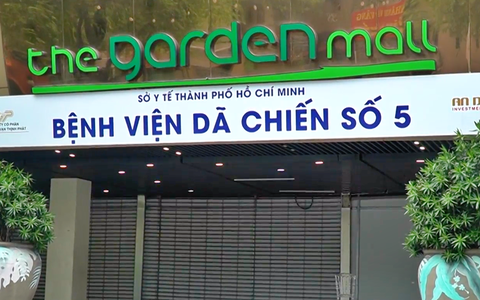 the garden mall
SỞ Y TẾ THÀNH PHỐ HỒ CHÍ MINH
BỆNH VIỆN DÃ CHIẾN SỐ 5